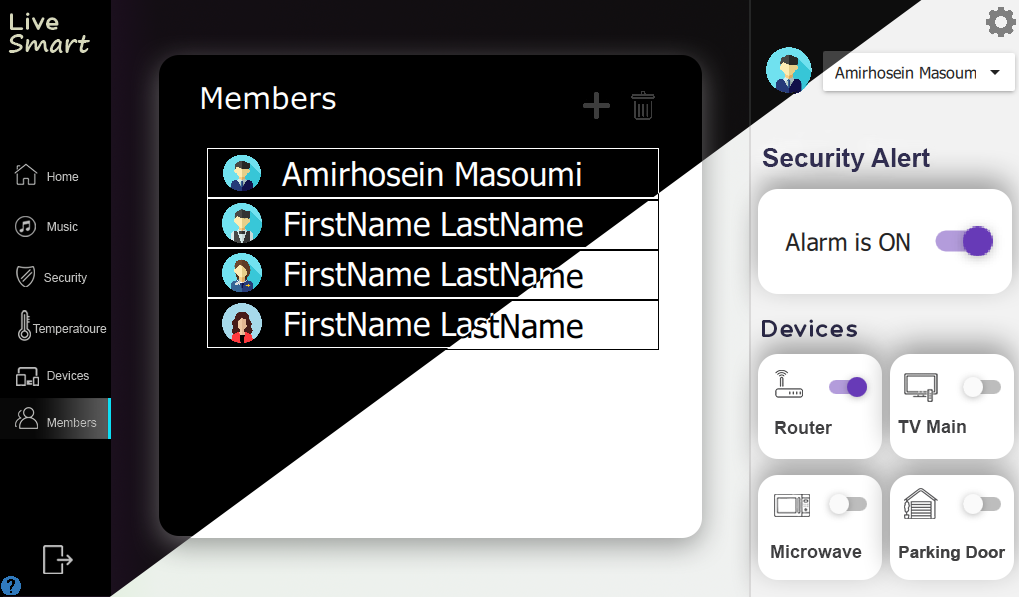 Live
Smart
Home
Music
Security
Temperatoure
Devices
Members
?
Members
Amirhosein Masoumi
FirstName LastName
FirstName LastName
FirstName LastName
Amirhosein Masoum
Security Alert
Alarm is ON
Devices
Router
TV Main
Microwave
Parking Door